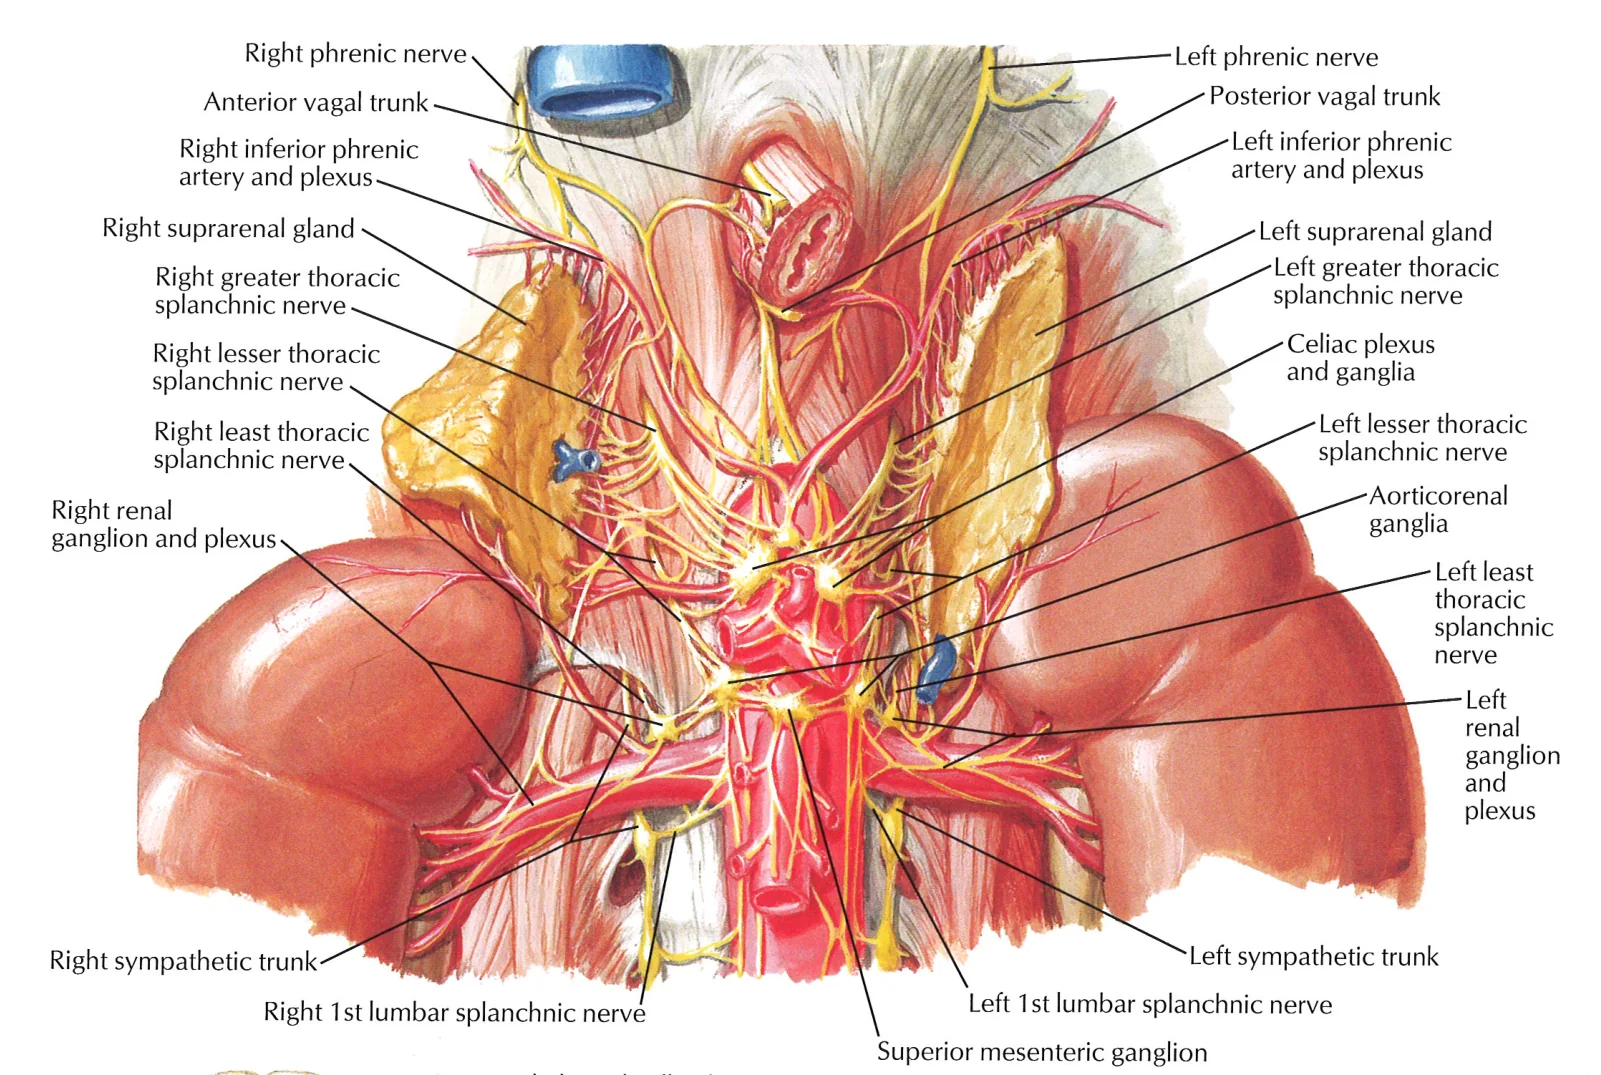 Right phrenic nerve
Anterior vagal trunk
Right inferior phrenic
artery and plexus
Right suprarenal gland
Right greater thoracic
splanchnic nerve
Right lesser thoracic
splanchnic nerve
Right least thoracic
splanchnic nerve
Right renal
ganglion and plexus
Right sympathetic trunk
Right 1st lumbar splanchnic nerve
Left phrenic nerve
Posterior vagal trunk
Left inferior phrenic
artery and plexus
Left suprarenal gland
Left greater thoracic
splanchnic nerve
Celiac plexus
and ganglia
Left lesser thoracic
splanchnic nerve
Aorticorenal
ganglia
Left least
thoracic
splanchnic
nerve
Left
renal
ganglion
and
plexus
Left sympathetic trunk
Left 1st lumbar splanchnic nerve
Superior mesenteric ganglion